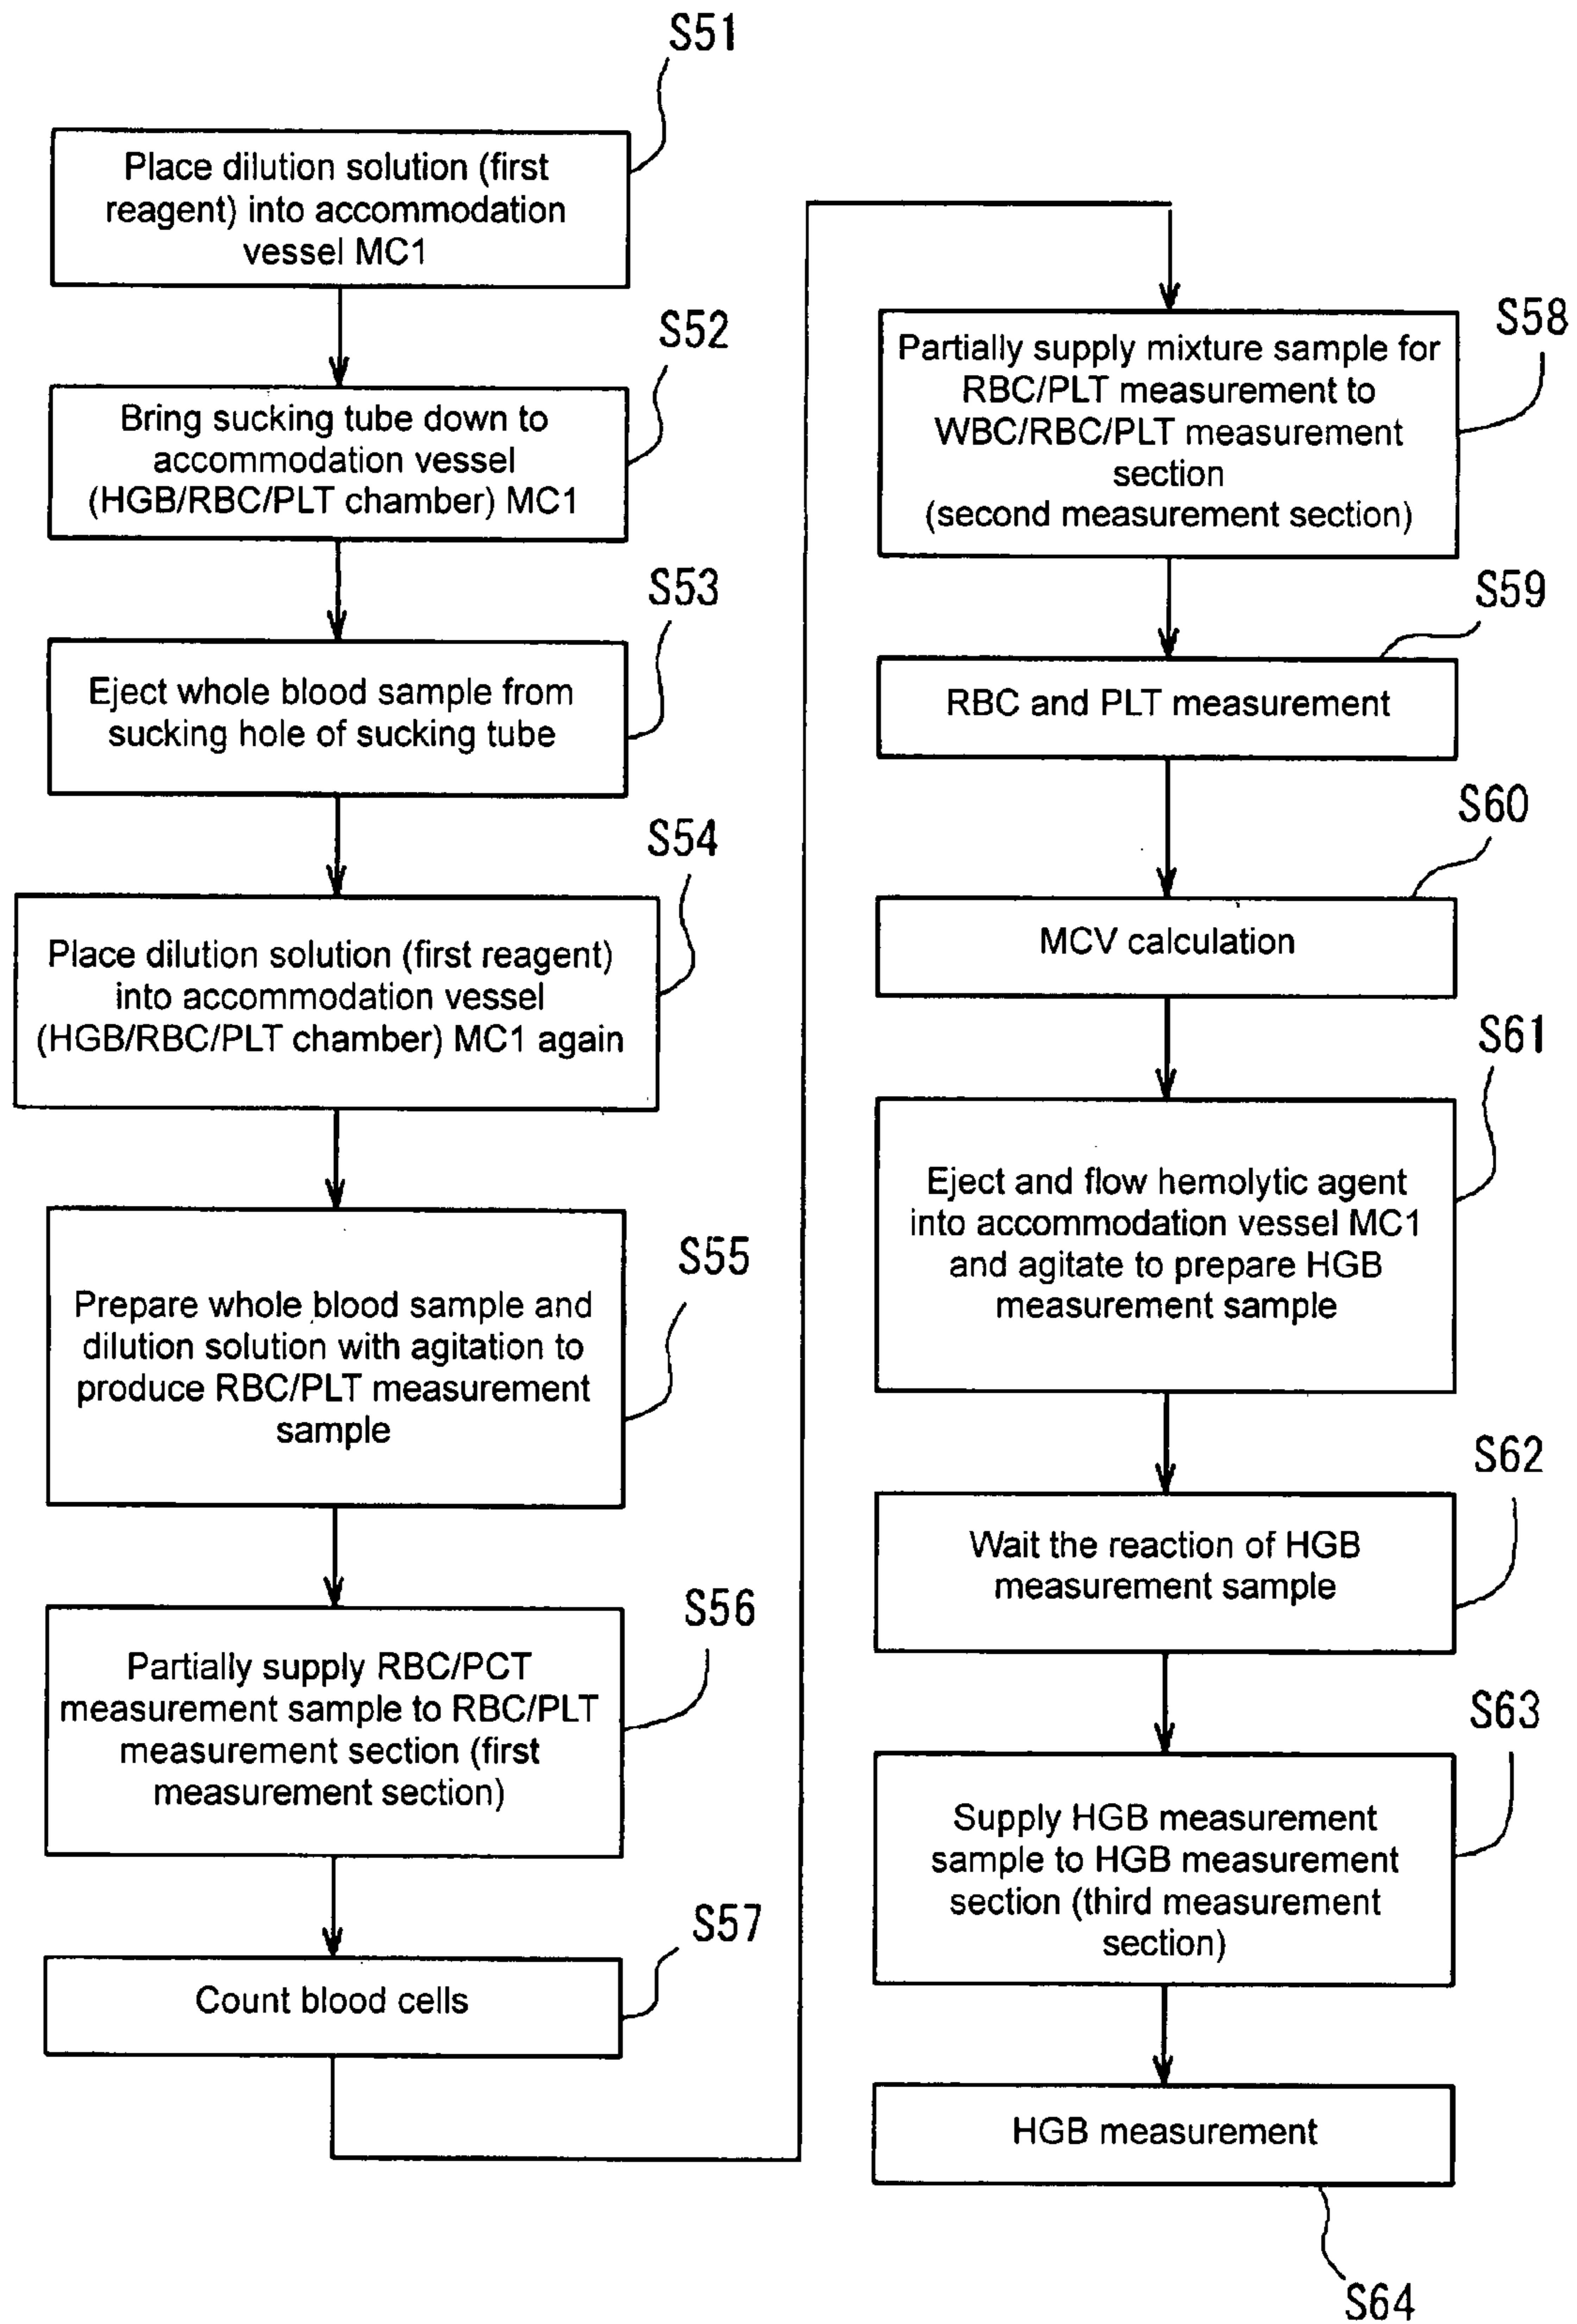 S51
Place dilution solution (first
reagent) into accommodation
vessel MC1
S52
Bring sucking tube down to
accommodation vessel
(HGB/RBC/PLT chamber) MC1
S53
Eject whole blood sample from
sucking hole of sucking tube
S54
Place dilution solution (first reagent)
into accommodation vessel
(HGB/RBC/PLT chamber) MC1 again
S55
Prepare whole blood sample and
dilution solution with agitation to
produce RBC/PLT measurement
sample
S56
Partially supply RBC/PCT
measurement sample to RBC/PLT
measurement section (first
measurement section)
S57
Count blood cells
S58
Partially supply mixture sample for
RBC/PLT measurement to
WBC/RBC/PLT measurement
section
(second measurement section)
S59
RBC and PLT measurement
S60
MCV calculation
S61
Eject and flow hemolytic agent
into accommodation vessel MC1
and agitate to prepare HGB
measurement sample
S62
Wait the reaction of HGB
measurement sample
S63
Supply HGB measurement
sample to HGB measurement
section (third measurement
section)
HGB measurement
S64